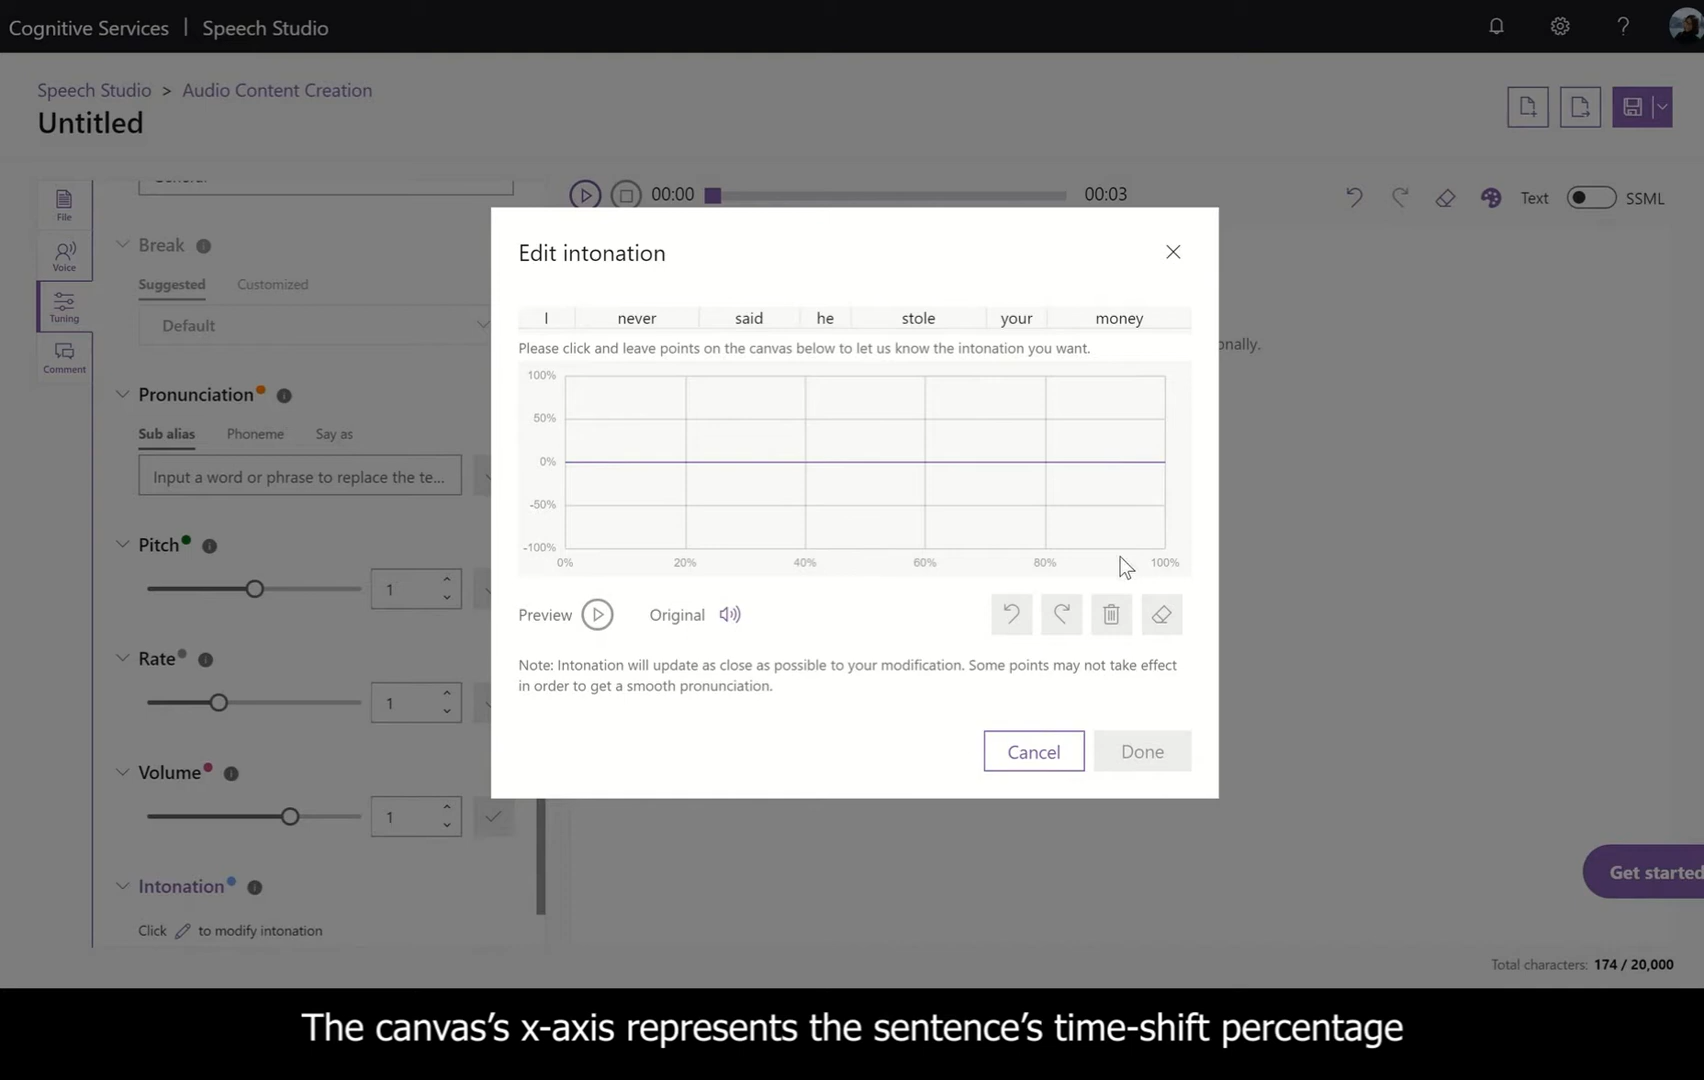 Cognitive Services | Speech Studio
Speech Studio > Audio Content Creation
Untitled
File
Voice
Tuning
Comment
General
Break
Suggested Customized
Default
Pronunciation
Sub alias Phoneme Say as
Input a word or phrase to replace the te...
Pitch
1
Rate
1
Volume
1
Intonation
Click to modify intonation
00:00 00:03
Text SSML
onally.
Edit intonation
I never said he stole your money
Please click and leave points on the canvas below to let us know the intonation you want.
100%
50%
0%
-50%
-100%
0% 20% 40% 60% 80% 100%
Preview Original
Note: Intonation will update as close as possible to your modification. Some points may not take effect
in order to get a smooth pronunciation.
Cancel Done
Get started
Total characters: 174 / 20,000
The canvas’s x-axis represents the sentence’s time-shift percentage